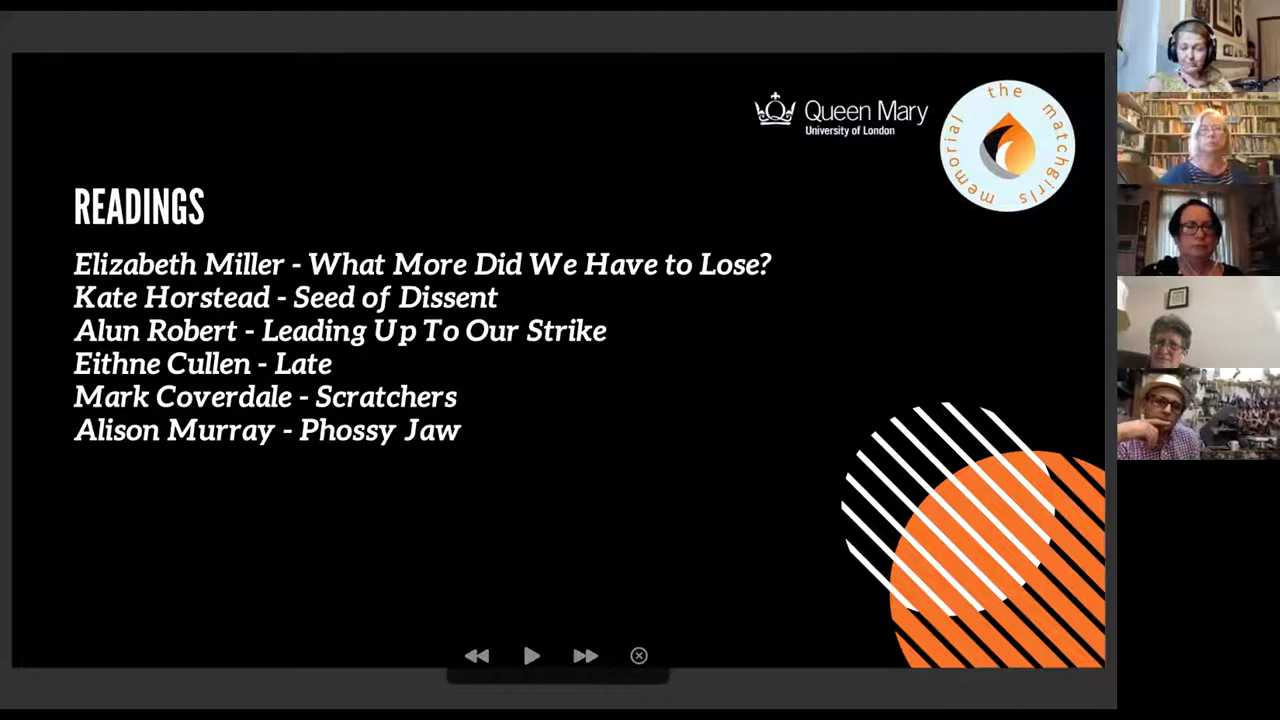 Queen Mary
University of London
the matchgirls memorial
READINGS
Elizabeth Miller - What More Did We Have to Lose?
Kate Horstead - Seed of Dissent
Alun Robert - Leading Up To Our Strike
Eithne Cullen - Late
Mark Coverdale - Scratchers
Alison Murray - Phossy Jaw